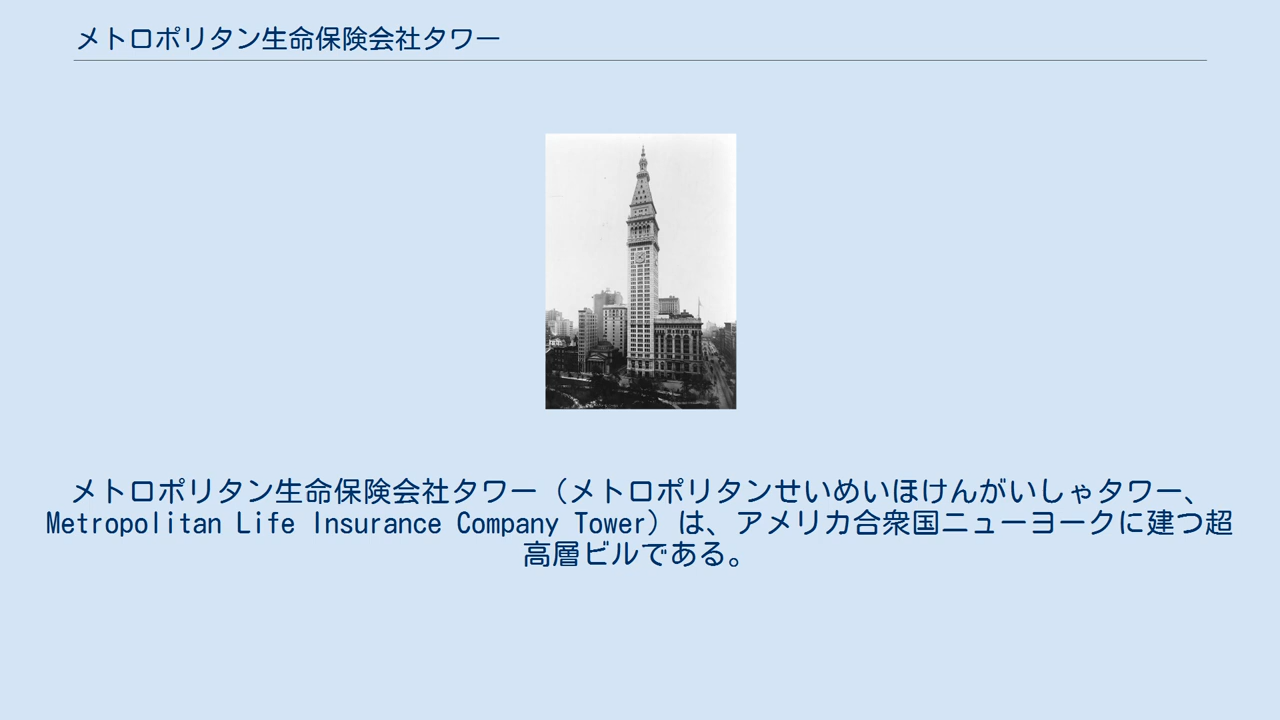 メトロポリタン生命保険会社タワー
メトロポリタン生命保険会社タワー（メトロポリタンせいめいほけんがいしゃタワー、
Metropolitan Life Insurance Company Tower）は、アメリカ合衆国ニューヨークに建つ超
高層ビルである。